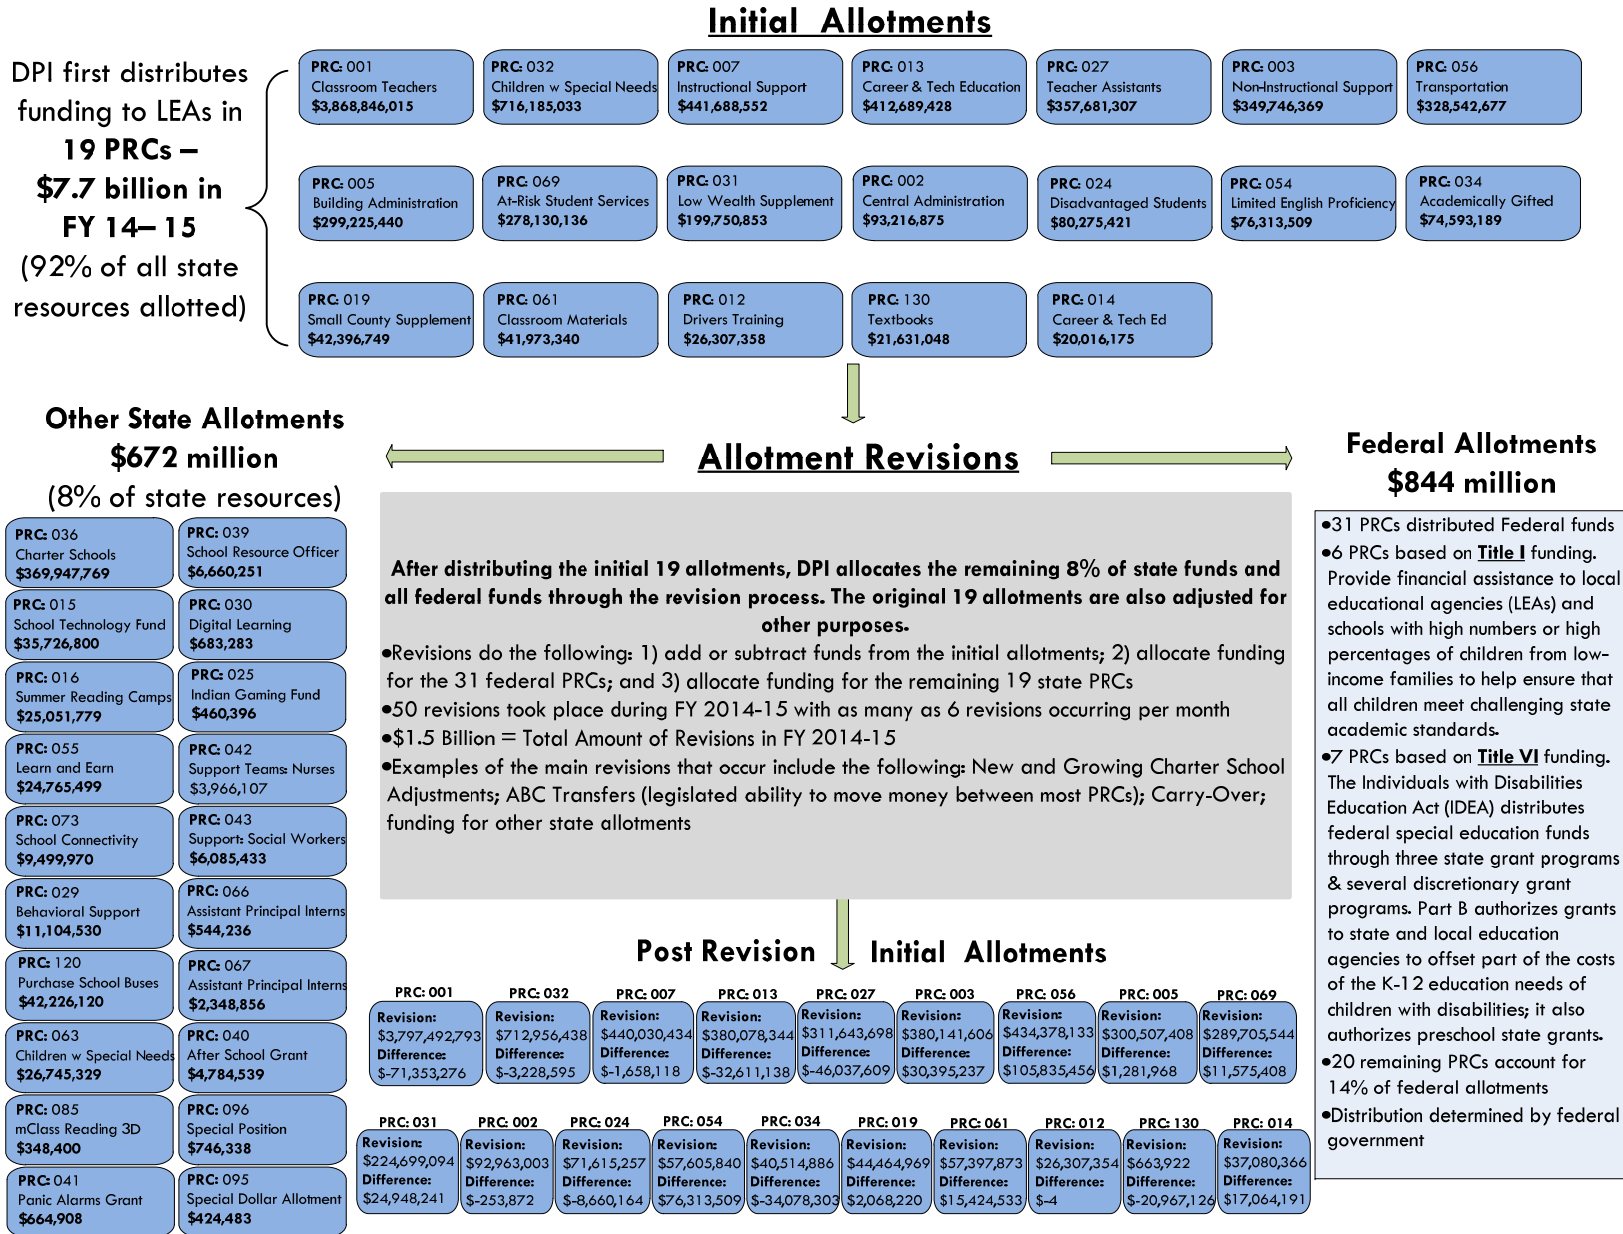 Initial Allotments
DPI first distributes
funding to LEAs in
19 PRCs –
$7.7 billion in
FY 14–15
(92% of all state
resources allotted)
PRC: 001
Classroom Teachers
$3,868,846,015
PRC: 032
Children w Special Needs
$716,185,033
PRC: 007
Instructional Support
$441,688,552
PRC: 013
Career & Tech Education
$412,689,428
PRC: 027
Teacher Assistants
$357,681,307
PRC: 003
Non-Instructional Support
$349,746,369
PRC: 056
Transportation
$328,542,677
PRC: 005
Building Administration
$299,225,440
PRC: 069
At-Risk Student Services
$278,130,136
PRC: 031
Low Wealth Supplement
$199,750,853
PRC: 002
Central Administration
$93,216,875
PRC: 024
Disadvantaged Students
$80,275,421
PRC: 054
Limited English Proficiency
$76,313,509
PRC: 034
Academically Gifted
$74,593,189
PRC: 019
Small County Supplement
$42,396,749
PRC: 061
Classroom Materials
$41,973,340
PRC: 012
Drivers Training
$26,307,358
PRC: 130
Textbooks
$21,631,048
PRC: 014
Career & Tech Ed
$20,016,175
Other State Allotments
$672 million
(8% of state resources)
PRC: 036
Charter Schools
$369,947,769
PRC: 039
School Resource Officer
$6,660,251
PRC: 015
School Technology Fund
$35,726,800
PRC: 030
Digital Learning
$683,283
PRC: 016
Summer Reading Camps
$25,051,779
PRC: 025
Indian Gaming Fund
$460,396
PRC: 055
Learn and Earn
$24,765,499
PRC: 042
Support Teams: Nurses
$3,966,107
PRC: 073
School Connectivity
$9,499,970
PRC: 043
Support: Social Workers
$6,085,433
PRC: 029
Behavioral Support
$11,104,530
PRC: 066
Assistant Principal Interns
$544,236
PRC: 120
Purchase School Buses
$42,226,120
PRC: 067
Assistant Principal Interns
$2,348,856
PRC: 063
Children w Special Needs
$26,745,329
PRC: 040
After School Grant
$4,784,539
PRC: 085
mClass Reading 3D
$348,400
PRC: 096
Special Position
$746,338
PRC: 041
Panic Alarms Grant
$664,908
PRC: 095
Special Dollar Allotment
$424,483
Allotment Revisions
After distributing the initial 19 allotments, DPI allocates the remaining 8% of state funds and
all federal funds through the revision process. The original 19 allotments are also adjusted for
other purposes.
•Revisions do the following: 1) add or subtract funds from the initial allotments; 2) allocate funding
for the 31 federal PRCs; and 3) allocate funding for the remaining 19 state PRCs
•50 revisions took place during FY 2014-15 with as many as 6 revisions occurring per month
•$1.5 Billion = Total Amount of Revisions in FY 2014-15
•Examples of the main revisions that occur include the following: New and Growing Charter School
Adjustments; ABC Transfers (legislated ability to move money between most PRCs); Carry-Over;
funding for other state allotments
Federal Allotments
$844 million
•31 PRCs distributed Federal funds
•6 PRCs based on Title I funding.
Provide financial assistance to local
educational agencies (LEAs) and
schools with high numbers or high
percentages of children from low-
income families to help ensure that
all children meet challenging state
academic standards.
•7 PRCs based on Title VI funding.
The Individuals with Disabilities
Education Act (IDEA) distributes
federal special education funds
through three state grant programs
& several discretionary grant
programs. Part B authorizes grants
to state and local education
agencies to offset part of the costs
of the K-12 education needs of
children with disabilities; it also
authorizes preschool state grants.
•20 remaining PRCs account for
14% of federal allotments
•Distribution determined by federal
government
Post Revision Initial Allotments
PRC: 001
Revision:
$3,797,492,793
Difference:
$-71,353,276
PRC: 032
Revision:
$712,956,438
Difference:
$-3,228,595
PRC: 007
Revision:
$440,030,434
Difference:
$-1,658,118
PRC: 013
Revision:
$380,078,344
Difference:
$-32,611,138
PRC: 027
Revision:
$311,643,698
Difference:
$-46,037,609
PRC: 003
Revision:
$380,141,606
Difference:
$30,395,237
PRC: 056
Revision:
$434,378,133
Difference:
$105,835,456
PRC: 005
Revision:
$300,507,408
Difference:
$1,281,968
PRC: 069
Revision:
$289,705,544
Difference:
$11,575,408
PRC: 031
Revision:
$224,699,094
Difference:
$24,948,241
PRC: 002
Revision:
$92,963,003
Difference:
$-253,872
PRC: 024
Revision:
$71,615,257
Difference:
$-8,660,164
PRC: 054
Revision:
$57,605,840
Difference:
$76,313,509
PRC: 034
Revision:
$40,514,886
Difference:
$-34,078,303
PRC: 019
Revision:
$44,464,969
Difference:
$2,068,220
PRC: 061
Revision:
$57,397,873
Difference:
$15,424,533
PRC: 012
Revision:
$26,307,354
Difference:
$-4
PRC: 130
Revision:
$663,922
Difference:
$-20,967,126
PRC: 014
Revision:
$37,080,366
Difference:
$17,064,191